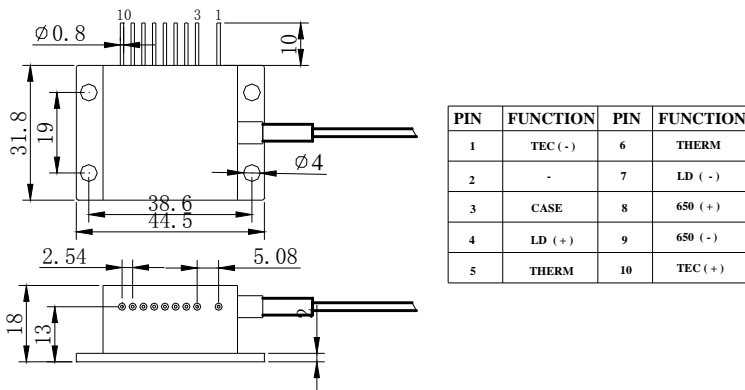 10 3 1
Ø0.8
10
31.8
19
Ø4
38.6
44.5
2.54 5.08
18
13
2
PIN FUNCTION PIN FUNCTION
1 TEC(-) 6 THERM
2 - 7 LD (-)
3 CASE 8 650 (+)
4 LD (+) 9 650 (-)
5 THERM 10 TEC(+)